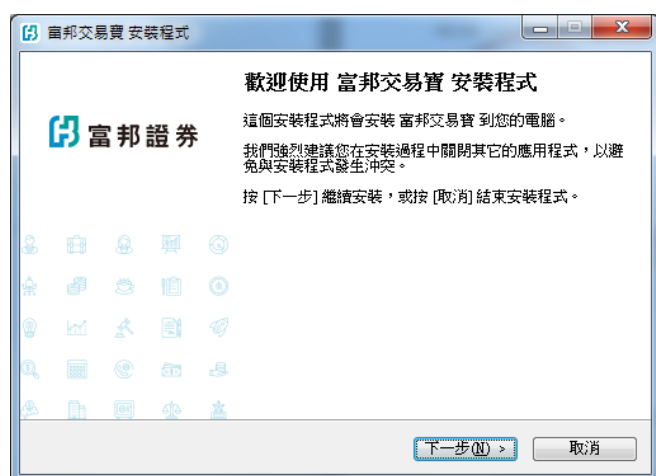 富邦交易寶 安裝程式
富邦證券
歡迎使用 富邦交易寶 安裝程式
這個安裝程式將會安裝 富邦交易寶 到您的電腦。
我們強烈建議您在安裝過程中關閉其它的應用程式，以避
免與安裝程式發生沖突。
按 [下一步] 繼續安裝，或按 [取消] 結束安裝程式。
下一步(N) >
取消